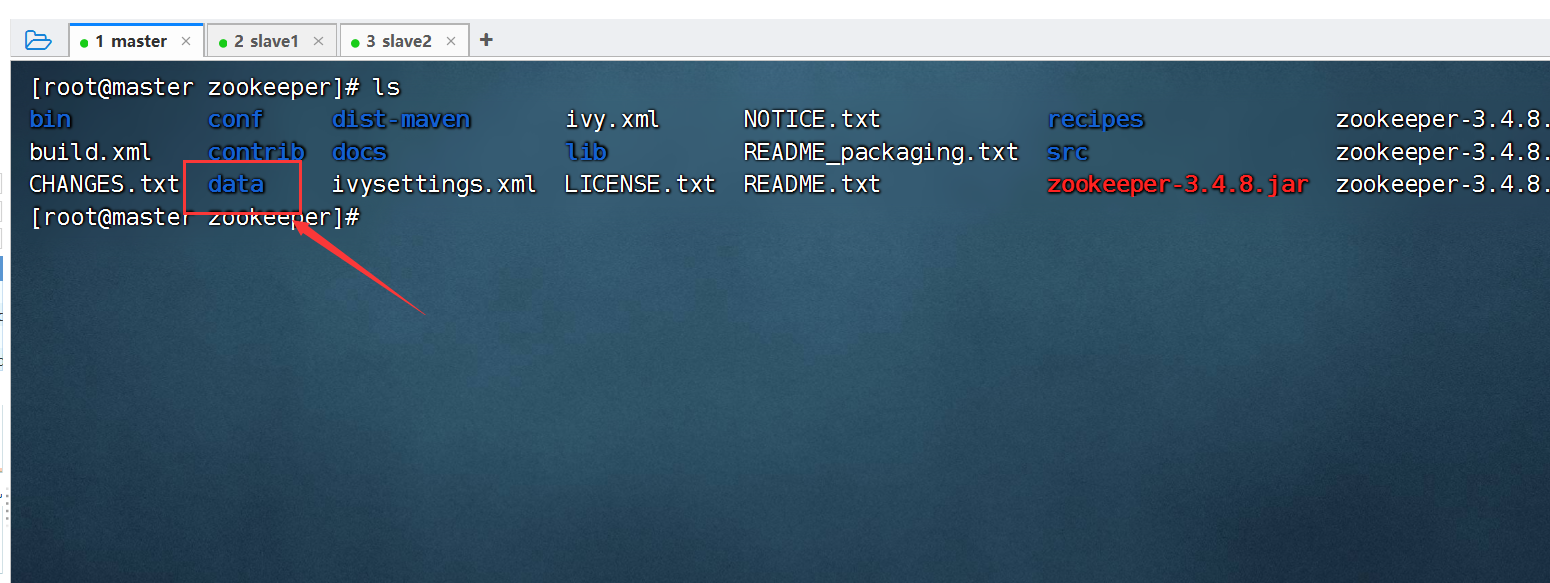 1 master × 2 slave1 × 3 slave2 × +
[root@master zookeeper]# ls
bin conf dist-maven ivy.xml NOTICE.txt recipes zookeeper-3.4.8.
build.xml contrib docs lib README_packaging.txt src zookeeper-3.4.8.
CHANGES.txt data ivysettings.xml LICENSE.txt README.txt zookeeper-3.4.8.jar zookeeper-3.4.8.
[root@master zookeeper]#